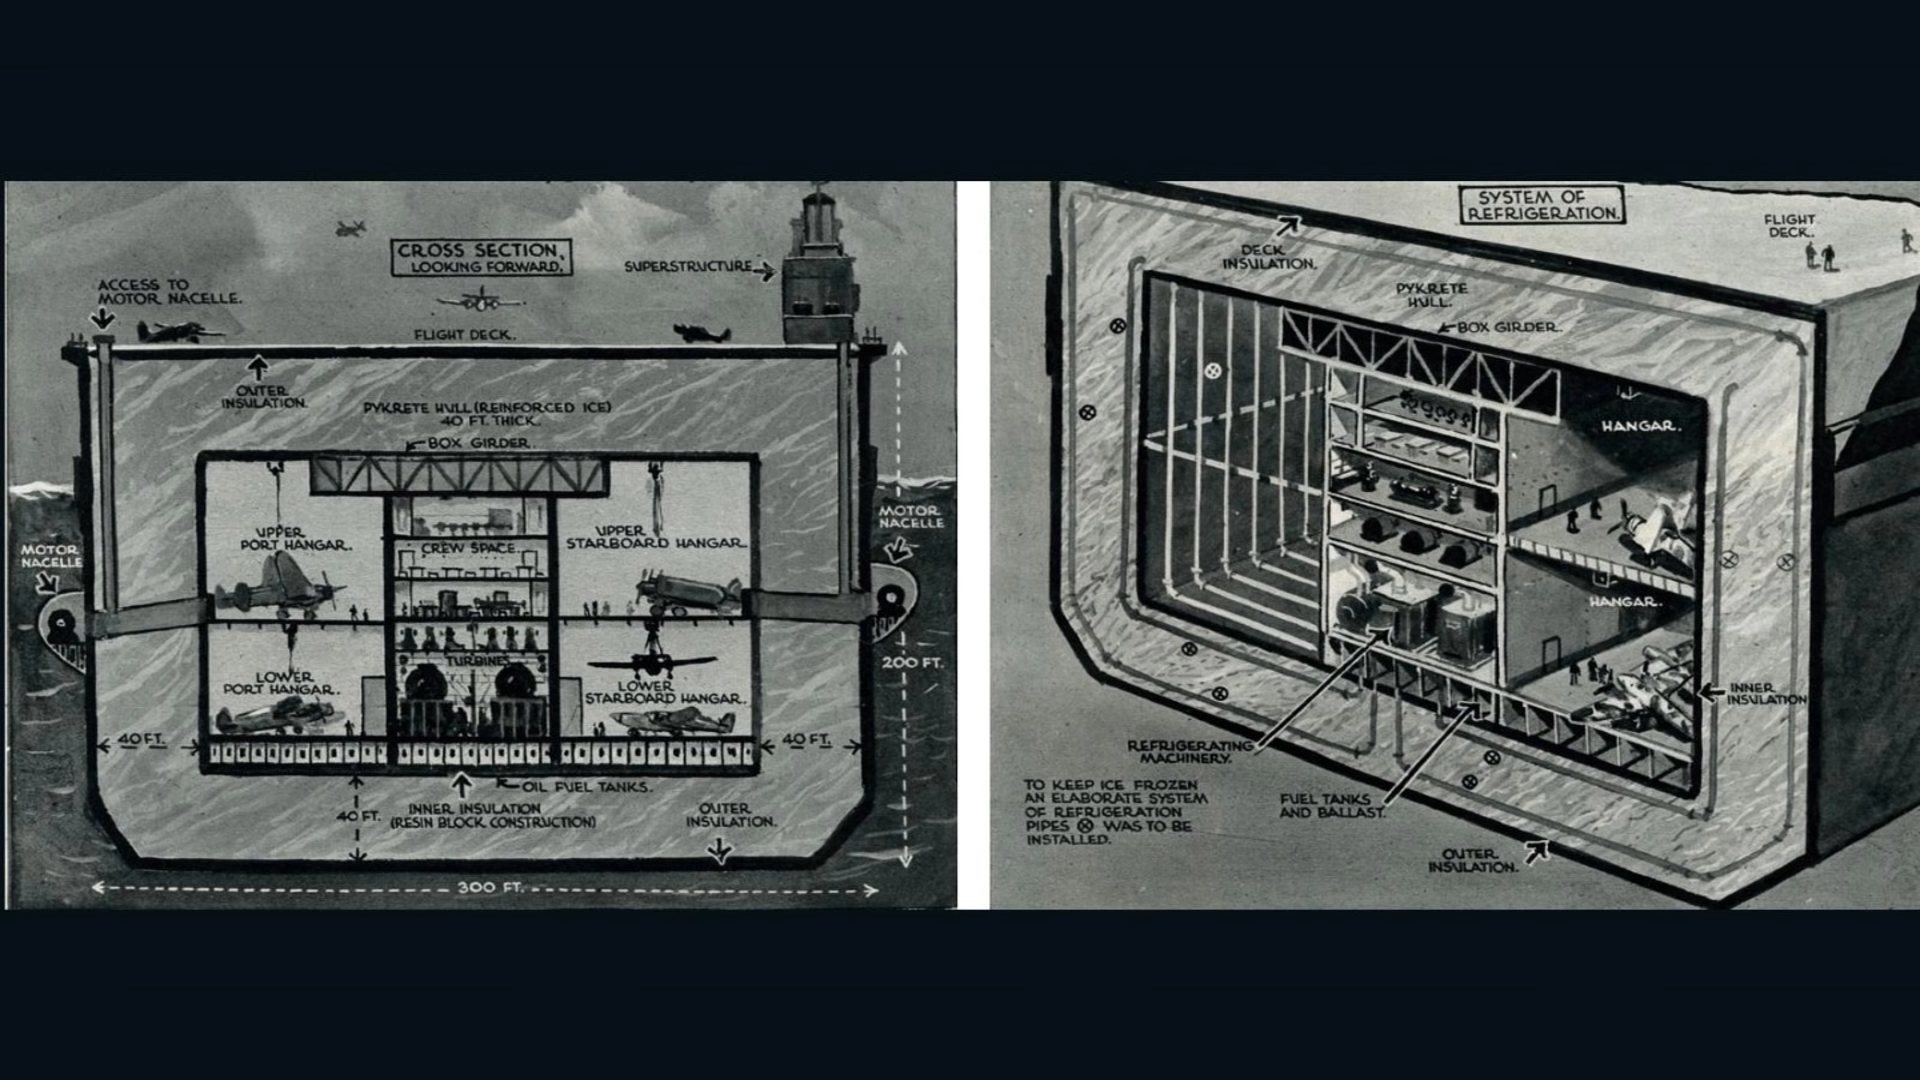 CROSS SECTION,
LOOKING FORWARD.
SUPERSTRUCTURE
ACCESS TO
MOTOR NACELLE.
FLIGHT DECK.
OUTER
INSULATION.
PYKRETE HULL (REINFORCED ICE)
40 FT. THICK.
BOX GIRDER.
UPPER
PORT HANGAR.
CREW SPACE.
UPPER
STARBOARD HANGAR.
MOTOR
NACELLE
MOTOR
NACELLE
TURBINES
LOWER
PORT HANGAR.
LOWER
STARBOARD HANGAR.
200 FT.
40 FT.
40 FT.
OIL FUEL TANKS.
40 FT.
INNER INSULATION
(RESIN BLOCK CONSTRUCTION)
OUTER
INSULATION.
300 FT.
SYSTEM OF
REFRIGERATION.
FLIGHT
DECK.
DECK
INSULATION.
PYKRETE
HULL.
BOX GIRDER.
HANGAR.
HANGAR.
INNER
INSULATION
REFRIGERATING
MACHINERY.
TO KEEP ICE FROZEN
AN ELABORATE SYSTEM
OF REFRIGERATION
PIPES ⊗ WAS TO BE
INSTALLED.
FUEL TANKS
AND BALLAST.
OUTER
INSULATION.